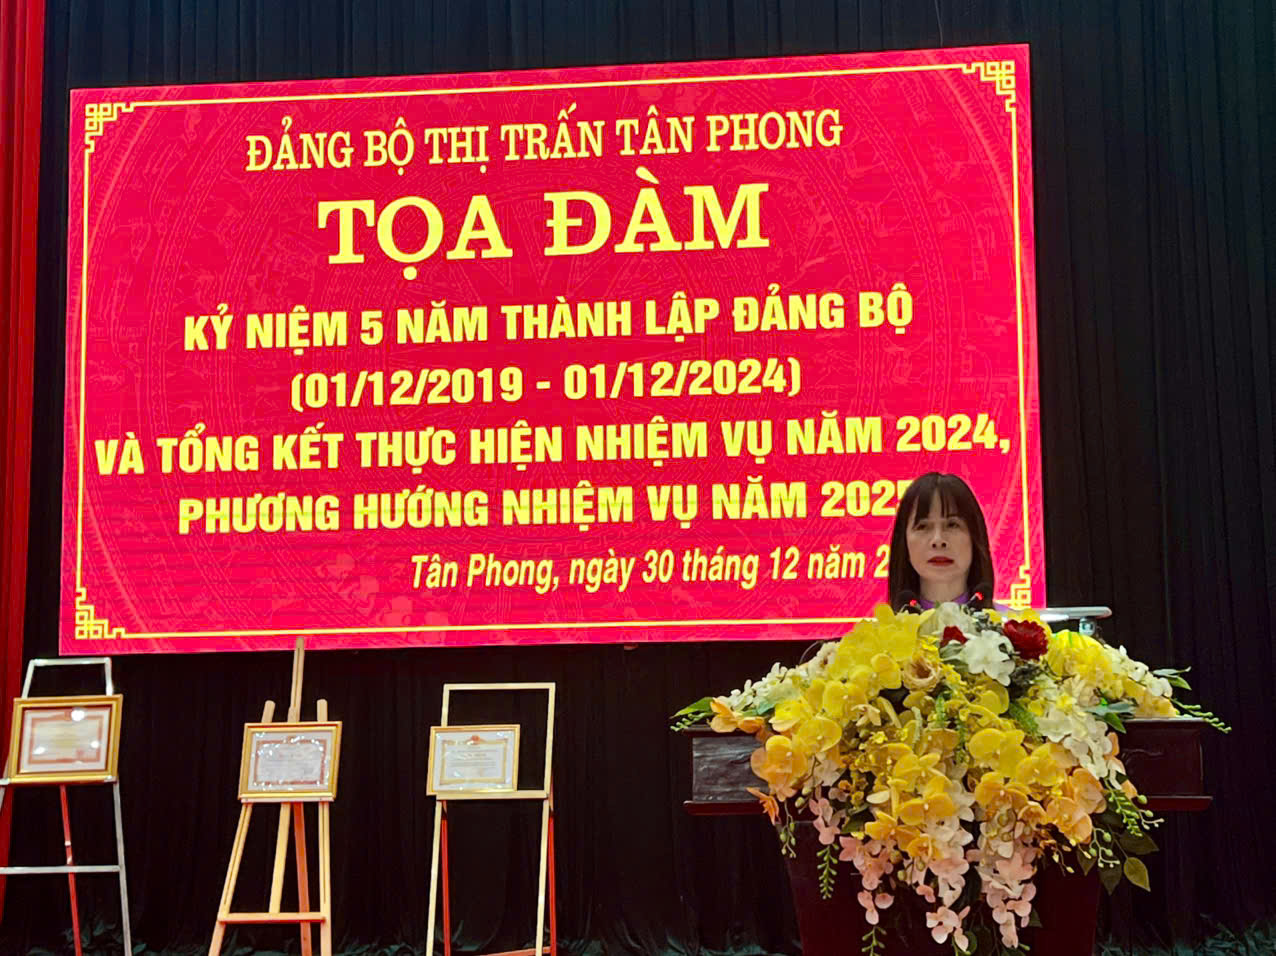 ĐẢNG BỘ THỊ TRẤN TÂN PHONG
TỌA ĐÀM
KỶ NIỆM 5 NĂM THÀNH LẬP ĐẢNG BỘ
(01/12/2019 - 01/12/2024)
VÀ TỔNG KẾT THỰC HIỆN NHIỆM VỤ NĂM 2024,
PHƯƠNG HƯỚNG NHIỆM VỤ NĂM 2025
Tân Phong, ngày 30 tháng 12 năm 2